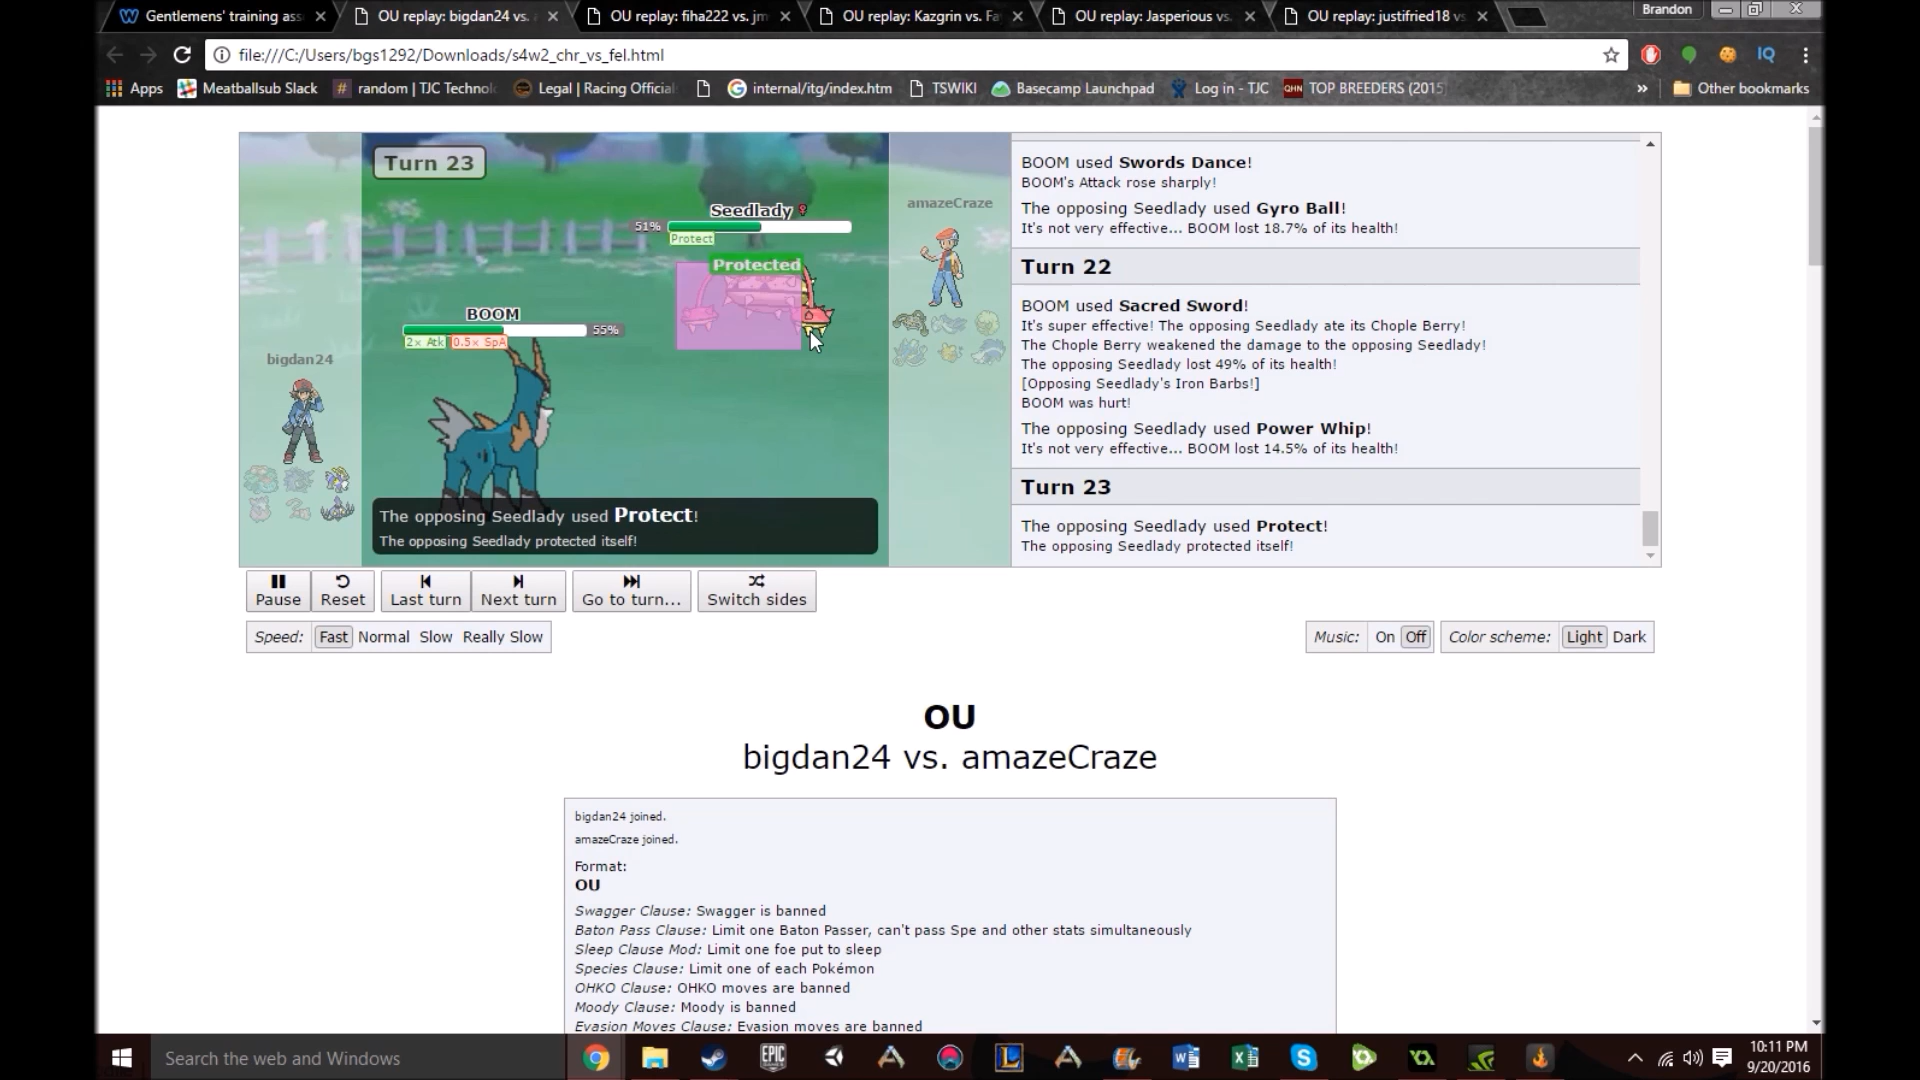 Gentlemens' training ass
OU replay: bigdan24 vs. a
OU replay: fiha222 vs. jm
OU replay: Kazgrin vs. Fa
OU replay: Jasperious vs.
OU replay: justifried18 vs
Brandon
file:///C:/Users/bgs1292/Downloads/s4w2_chr_vs_fel.html
Apps
Meatballsub Slack
random | TJC Technolo
Legal | Racing Official
internal/itg/index.htm
TSWIKI
Basecamp Launchpad
Log in - TJC
TOP BREEDERS (2015)
Other bookmarks
Turn 23
Seedlady
51%
Protect
Protected
BOOM
55%
2× Atk 0.5× SpA
bigdan24
amazeCraze
The opposing Seedlady used Protect!
The opposing Seedlady protected itself!
BOOM used Swords Dance!
BOOM's Attack rose sharply!
The opposing Seedlady used Gyro Ball!
It's not very effective... BOOM lost 18.7% of its health!
Turn 22
BOOM used Sacred Sword!
It's super effective! The opposing Seedlady ate its Chople Berry!
The Chople Berry weakened the damage to the opposing Seedlady!
The opposing Seedlady lost 49% of its health!
[Opposing Seedlady's Iron Barbs!]
BOOM was hurt!
The opposing Seedlady used Power Whip!
It's not very effective... BOOM lost 14.5% of its health!
Turn 23
The opposing Seedlady used Protect!
The opposing Seedlady protected itself!
Pause
Reset
Last turn
Next turn
Go to turn...
Switch sides
Speed: Fast Normal Slow Really Slow
Music: On Off
Color scheme: Light Dark
OU
bigdan24 vs. amazeCraze
bigdan24 joined.
amazeCraze joined.
Format:
OU
Swagger Clause: Swagger is banned
Baton Pass Clause: Limit one Baton Passer, can't pass Spe and other stats simultaneously
Sleep Clause Mod: Limit one foe put to sleep
Species Clause: Limit one of each Pokémon
OHKO Clause: OHKO moves are banned
Moody Clause: Moody is banned
Evasion Moves Clause: Evasion moves are banned
Search the web and Windows
10:11 PM
9/20/2016